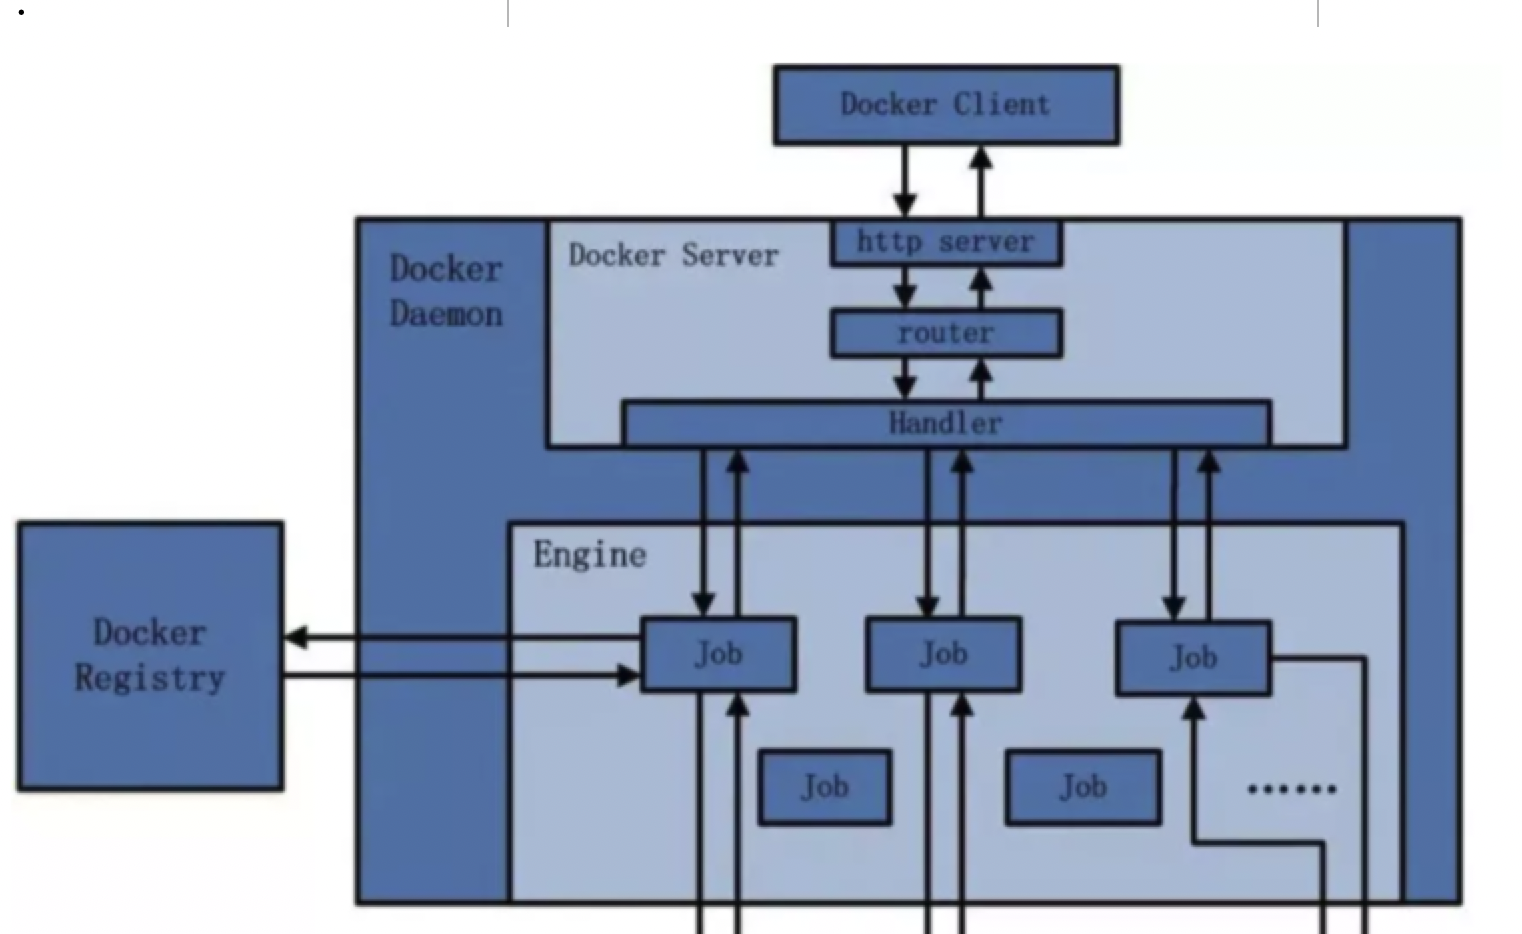 Docker Client
http server
Docker Server
Docker
Daemon
router
Handler
Engine
Docker
Registry
Job
Job
Job
Job
Job
......